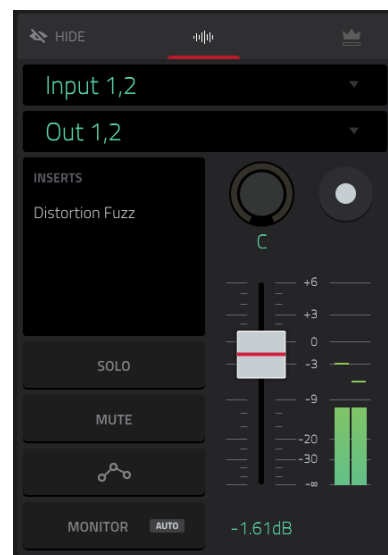 HIDE
Input 1,2
Out 1,2
INSERTS
Distortion Fuzz
C
+6
+3
0
-3
-9
-20
-30
-∞
SOLO
MUTE
MONITOR AUTO
-1.61dB